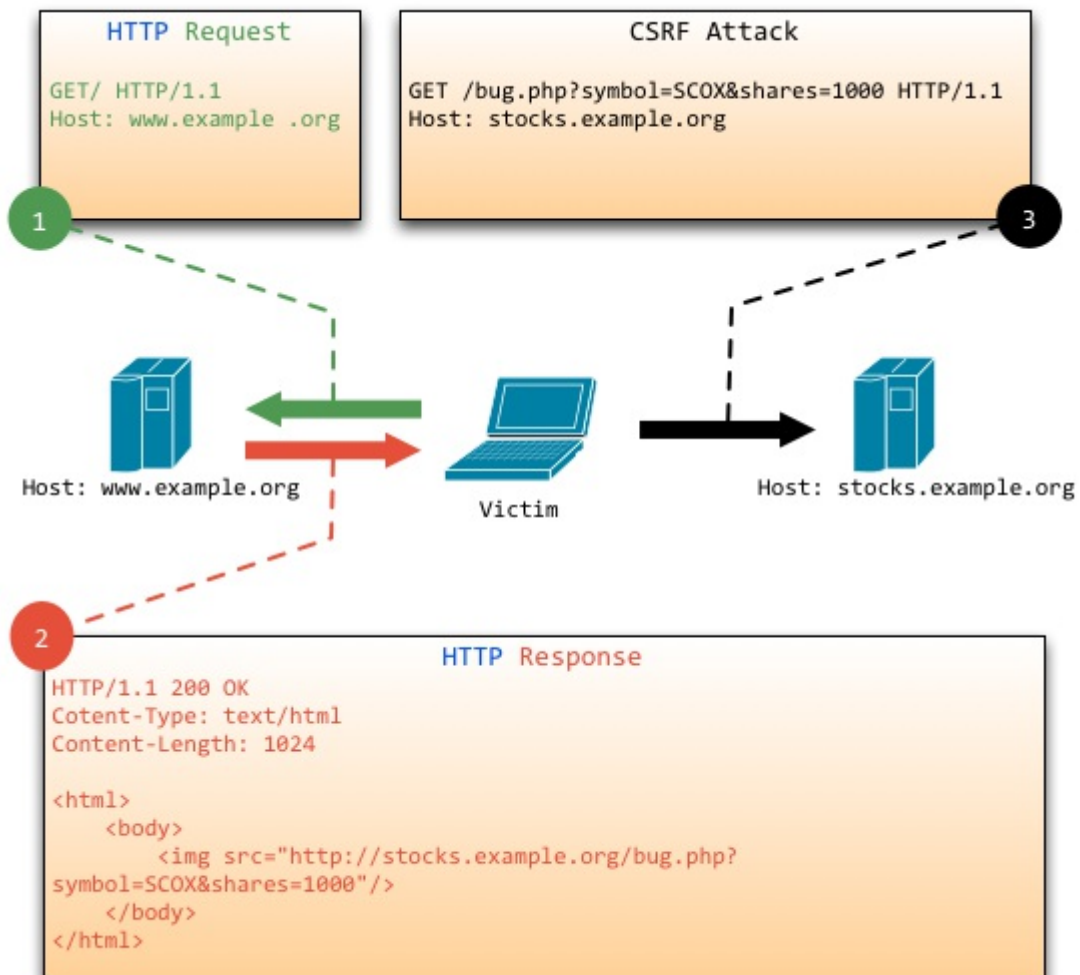 HTTP Request
GET/ HTTP/1.1
Host: www.example .org
CSRF Attack
GET /bug.php?symbol=SCOX&shares=1000 HTTP/1.1
Host: stocks.example.org
1
3
Host: www.example.org
Victim
Host: stocks.example.org
2
HTTP Response
HTTP/1.1 200 OK
Cotent-Type: text/html
Content-Length: 1024
<html>
<body>
<img src="http://stocks.example.org/bug.php?
symbol=SCOX&shares=1000"/>
</body>
</html>